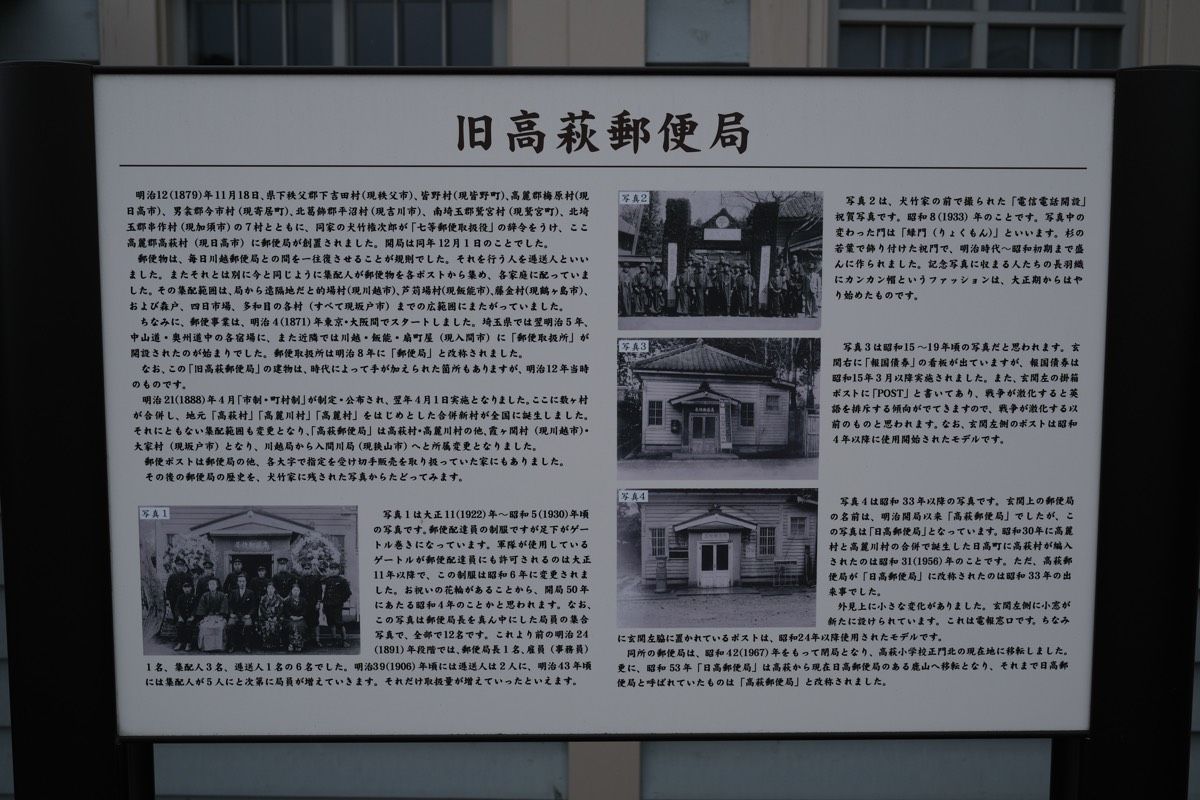 旧高萩郵便局
明治12(1879)年11月18日、県下秩父郡下吉田村(現秩父市)、皆野村(現皆野町)、高麗郡梅原村(現
日高市)、男衾郡今市村(現寄居町)、北葛飾郡平沼村(現吉川市)、南埼玉郡鷲宮村(現鷲宮町)、北埼
玉郡串作村(現加須市)の7村とともに、同家の犬竹権次郎が「七等郵便取扱役」の辞令をうけ、ここ
高麗郡高萩村(現日高市)に郵便局が創置されました。開局は同年12月1日のことでした。
郵便物は、毎日川越郵便局との間を一往復させることが規則でした。それを行う人を逓送人といい
ました。またそれとは別に今と同じように集配人が郵便物を各ポストから集め、各家庭に配っていま
した。その集配範囲は、局から遠隔地だと的場村(現川越市)、芦苅場村(現飯能市)、藤金村(現鶴ヶ島市)、
および森戸、四日市場、多和目の各村(すべて現坂戸市)までの広範囲にまたがっていました。
ちなみに、郵便事業は、明治4(1871)年東京・大阪間でスタートしました。埼玉県では翌明治5年、
中山道・奥州道中の各宿場に、また近隣では川越・飯能・扇町屋(現入間市)に「郵便取扱所」が
開設されたのが始まりでした。郵便取扱所は明治8年に「郵便局」と改称されました。
なお、この「旧高萩郵便局」の建物は、時代によって手が加えられた箇所もありますが、明治12年当時
のものです。
明治21(1888)年4月「市制・町村制」が制定・公布され、翌年4月1日実施となりました。ここに数ヶ村
が合併し、地元「高萩村」「高麗川村」「高麗村」をはじめとした合併新村が全国に誕生しました。
それにともない集配範囲も変更となり、「高萩郵便局」は高萩村・高麗川村の他、霞ヶ関村(現川越市)・
大家村(現坂戸市)となり、川越局から入間川局(現狭山市)へと所属変更となりました。
郵便ポストは郵便局の他、各大字で指定を受け切手販売を取り扱っていた家にもありました。
その後の郵便局の歴史を、犬竹家に残された写真からたどってみます。
写真1
写真1は大正11(1922)年〜昭和5(1930)年頃
の写真です。郵便配達員の制服ですが足下がゲー
トル巻きになっています。軍隊が使用している
ゲートルが郵便配達員にも許可されるのは大正
11年以降で、この制服は昭和6年に変更されま
した。お祝いの花輪があることから、開局50年
にあたる昭和4年のことかと思われます。なお、
この写真は郵便局長を真ん中にした局員の集合
写真で、全部で12名です。これより前の明治24
(1891)年段階では、郵便局長1名、雇員(事務員)
1名、集配人3名、逓送人1名の6名でした。明治39(1906)年頃には逓送人は2人に、明治43年頃
には集配人が5人にと次第に局員が増えていきます。それだけ取扱量が増えていったといえます。
写真2
写真2は、犬竹家の前で撮られた「電信電話開設」
祝賀写真です。昭和8(1933)年のことです。写真中の
変わった門は「緑門(りょくもん)」といいます。杉の
若葉で飾り付けた祝門で、明治時代〜昭和初期まで盛
んに作られました。記念写真に収まる人たちの長羽織
にカンカン帽というファッションは、大正期からはや
り始めたものです。
写真3
写真3は昭和15〜19年頃の写真だと思われます。玄
関右に「報国債券」の看板が出ていますが、報国債券は
昭和15年3月以降実施されました。また、玄関左の掛箱
ポストに「POST」と書いてあり、戦争が激化すると英
語を排斥する傾向がでてきますので、戦争が激化する以
前のものと思われます。なお、玄関左側のポストは昭和
4年以降に使用開始されたモデルです。
写真4
写真4は昭和33年以降の写真です。玄関上の郵便局
の名前は、明治開局以来「高萩郵便局」でしたが、こ
の写真は「日高郵便局」となっています。昭和30年に高麗
村と高麗川村の合併で誕生した日高町に高萩村が編入
されたのは昭和31(1956)年のことです。ただ、高萩郵
便局が「日高郵便局」に改称されたのは昭和33年の出
来事でした。
外見上に小さな変化がありました。玄関左側に小窓が
新たに設けられています。これは電報窓口です。ちなみ
に玄関左脇に置かれているポストは、昭和24年以降使用されたモデルです。
同所の郵便局は、昭和42(1967)年をもって閉局となり、高萩小学校正門北の現在地に移転しました。
更に、昭和53年「日高郵便局」は高萩から現在日高郵便局のある鹿山へ移転となり、それまで日高郵
便局と呼ばれていたものは「高萩郵便局」と改称されました。